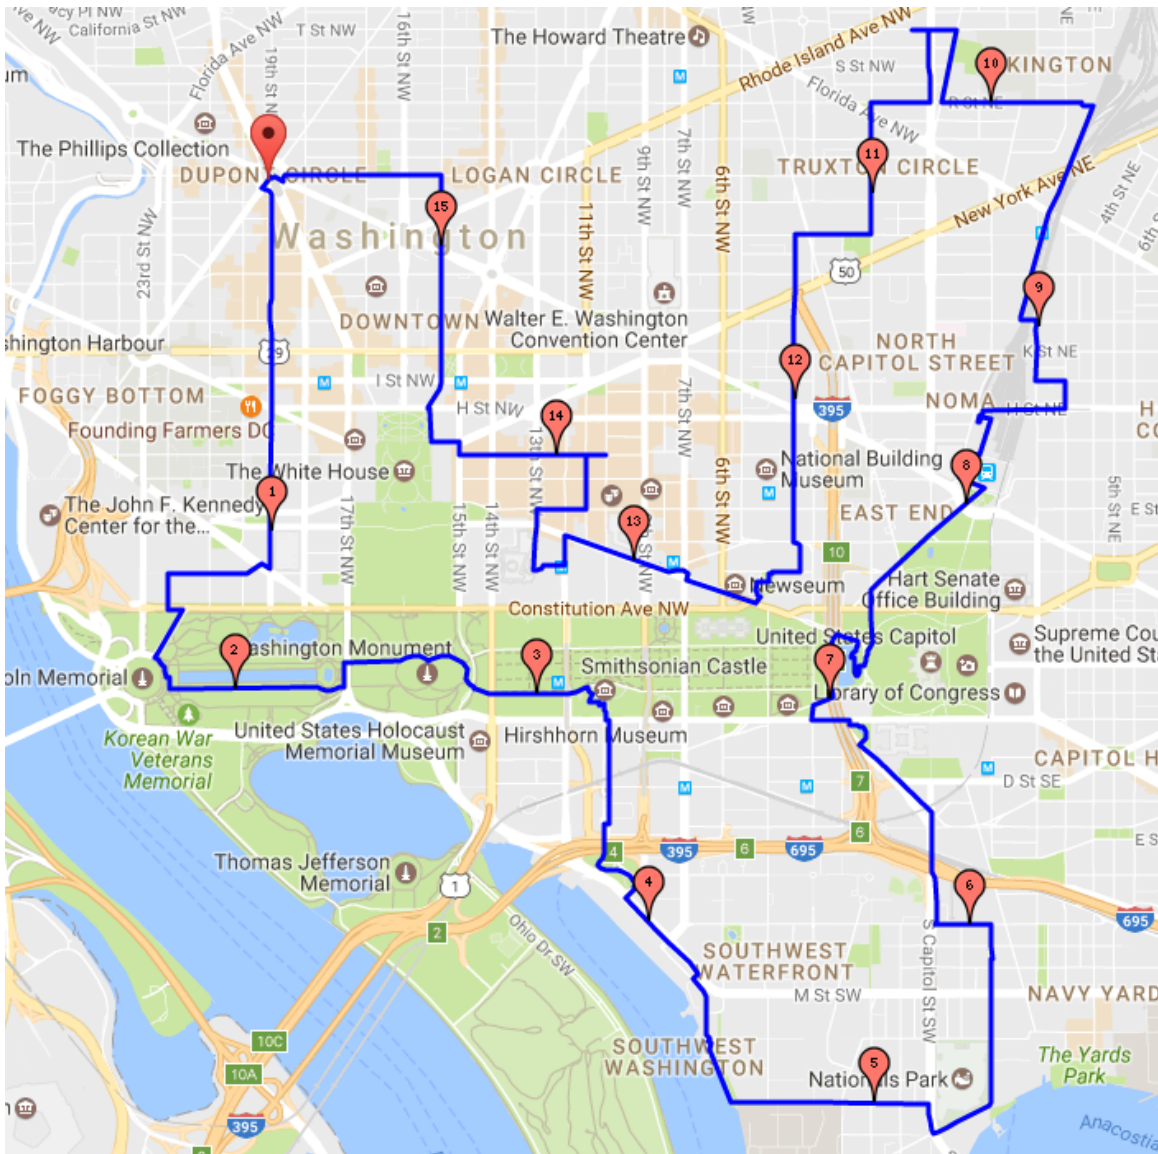 California St NW
T St NW
16th St NW
The Howard Theatre
Rhode Island Ave NW
S St NW
10
KINGTON
Florida Ave NW
19th St N
Florida Ave NW
R St NE
The Phillips Collection
11
TRUXTON CIRCLE
DUPONT CIRCLE
LOGAN CIRCLE
9th St NW
7th St NW
6th St NW
New York Ave NE
4th St NE
6th
15
11th St NW
Washington
23rd St NW
50
9
DOWNTOWN
Walter E. Washington
Convention Center
shington Harbour
29
NORTH
CAPITOL STREET
K St NE
12
I St NW
FOGGY BOTTOM
H St NW
395
NOMA
H St NE
H
CO
Founding Farmers DC
14
13th St NW
7th St NW
6th St NW
The White House
National Building
Museum
8
1
The John F. Kennedy
Center for the...
17th St NW
15th St NW
14th St NW
13
EAST END
5th St NE
E St
10
Newseum
Hart Senate
Office Building
Constitution Ave NW
United States Capitol
Supreme Cou
the United Sta
2
ashington Monument
3
Smithsonian Castle
7
oln Memorial
Library of Congress
Korean War
Veterans
Memorial
United States Holocaust
Memorial Museum
Hirshhorn Museum
CAPITOL H
D St SE
7
6
4
395
6
695
E S
Thomas Jefferson
Memorial
1
4
6
695
2
Ohio Dr SW
SOUTHWEST
WATERFRONT
S Capitol St SW
M St SW
NAVY YARD
10C
SOUTHWEST
WASHINGTON
5
Nationals Park
The Yards
Park
10A
395
Anacostia